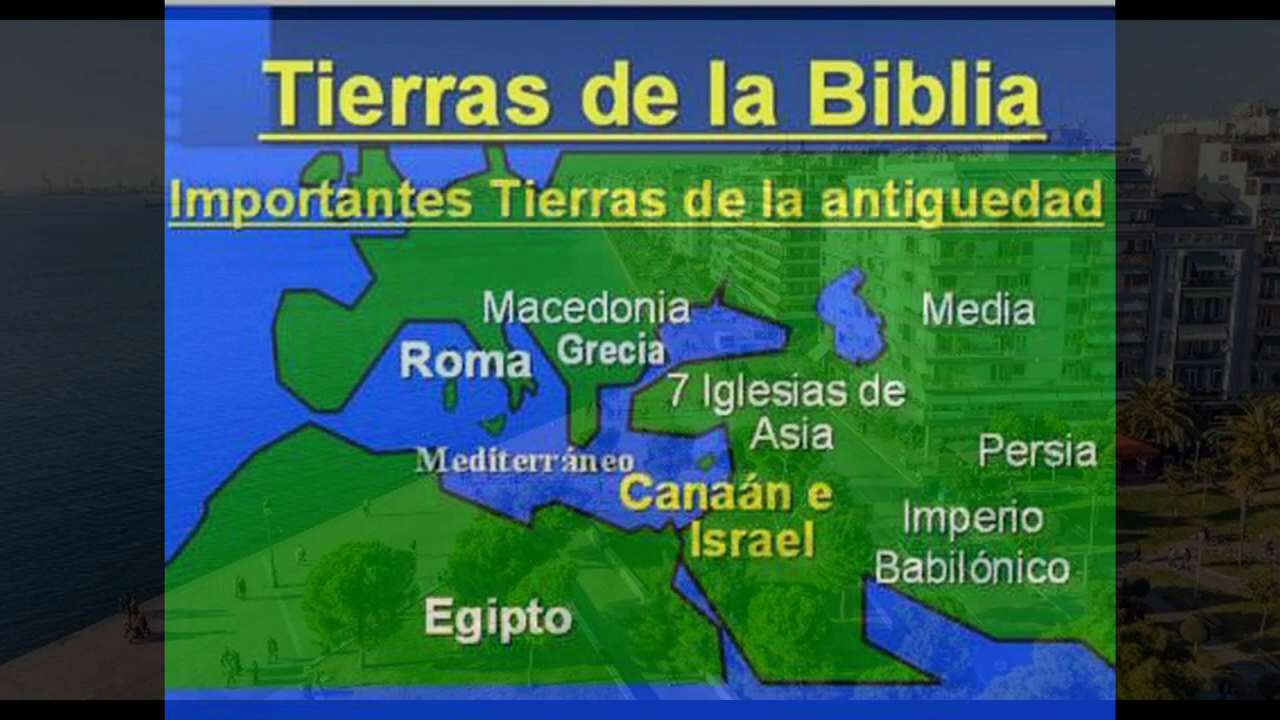 Tierras de la Biblia
Importantes Tierras de la antiguedad
Macedonia
Media
Roma
Grecia
7 Iglesias de
Asia
Persia
Mediterráneo
Canaán e
Israel
Imperio
Babilónico
Egipto